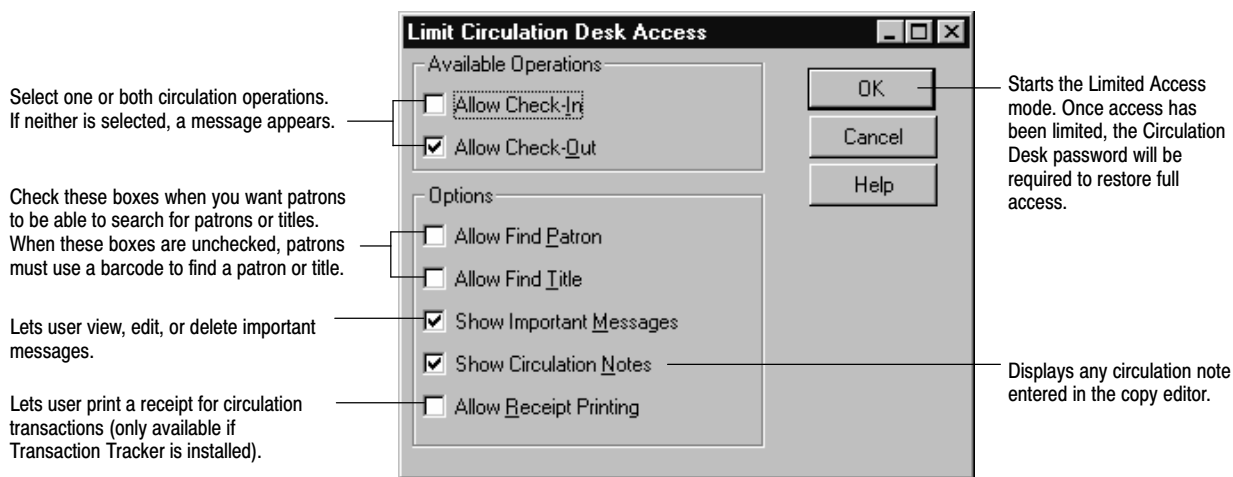 Limit Circulation Desk Access
Select one or both circulation operations.
If neither is selected, a message appears.
Check these boxes when you want patrons
to be able to search for patrons or titles.
When these boxes are unchecked, patrons
must use a barcode to find a patron or title.
Lets user view, edit, or delete important
messages.
Lets user print a receipt for circulation
transactions (only available if
Transaction Tracker is installed).
Available Operations
Allow Check-In
Allow Check-Out
Options
Allow Find Patron
Allow Find Title
Show Important Messages
Show Circulation Notes
Allow Receipt Printing
OK
Cancel
Help
Starts the Limited Access
mode. Once access has
been limited, the Circulation
Desk password will be
required to restore full
access.
Displays any circulation note
entered in the copy editor.